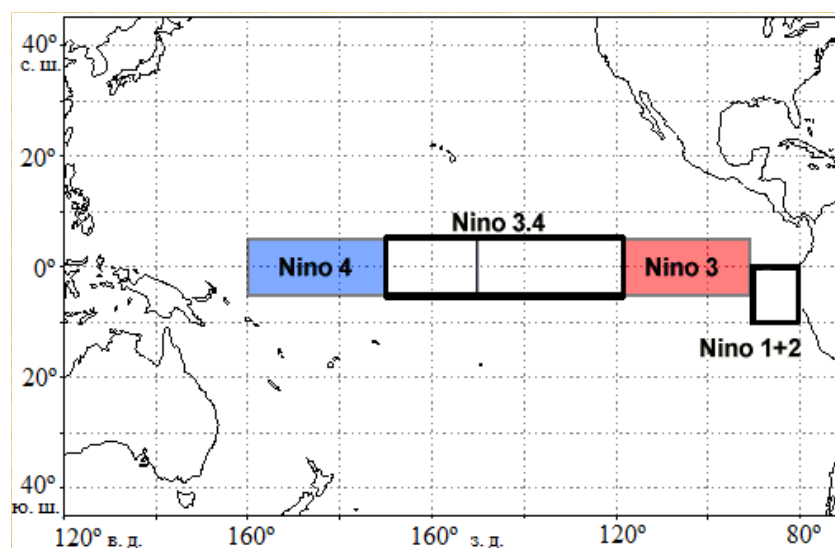 40º
с. ш.
20º
Nino 3.4
Nino 4
Nino 3
0º
Nino 1+2
20º
40º
ю. ш.
120º в. д.
160º
160º
з. д.
120º
80º